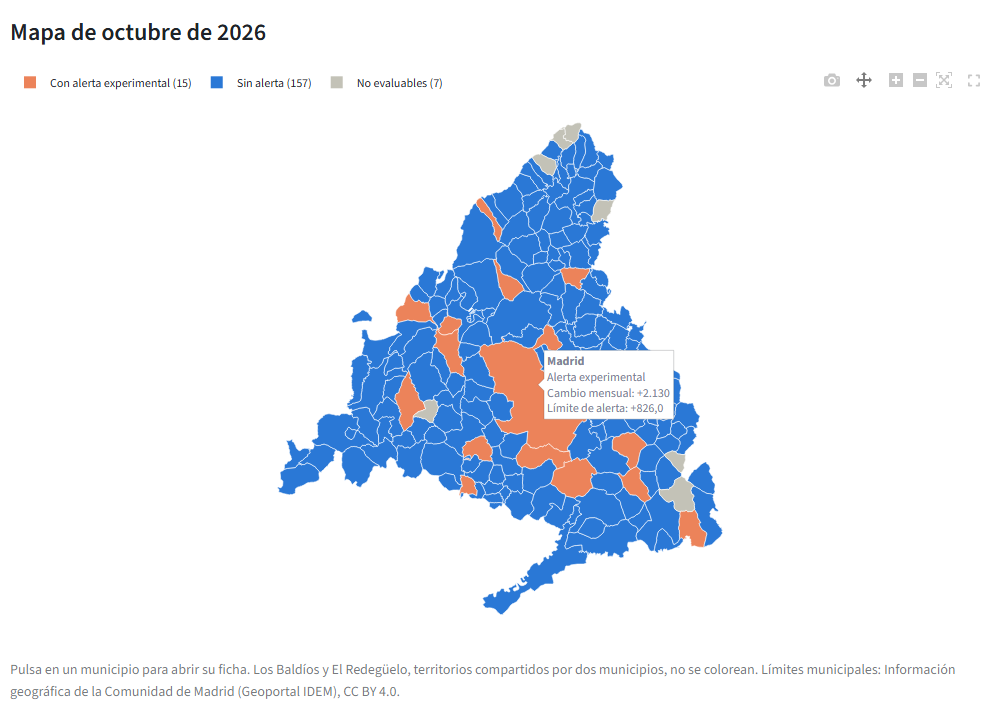 Mapa de octubre de 2026
Con alerta experimental (15)
Sin alerta (157)
No evaluables (7)
Madrid
Alerta experimental
Cambio mensual: +2.130
Límite de alerta: +826,0
Pulsa en un municipio para abrir su ficha. Los Baldíos y El Redegüelo, territorios compartidos por dos municipios, no se colorean. Límites municipales: Información
geográfica de la Comunidad de Madrid (Geoportal IDEM), CC BY 4.0.